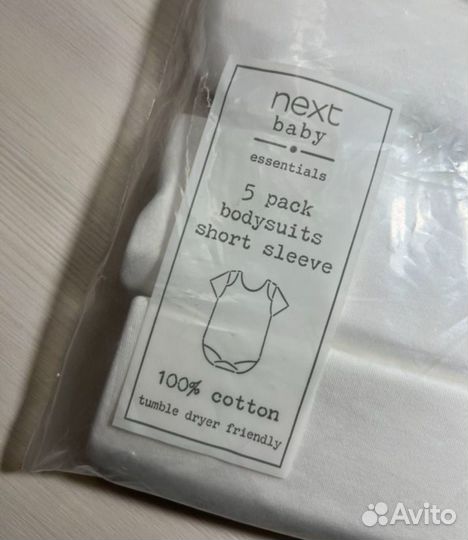 next
baby
essentials
5 pack
bodysuits
short sleeve
100% cotton
tumble dryer friendly
Avito